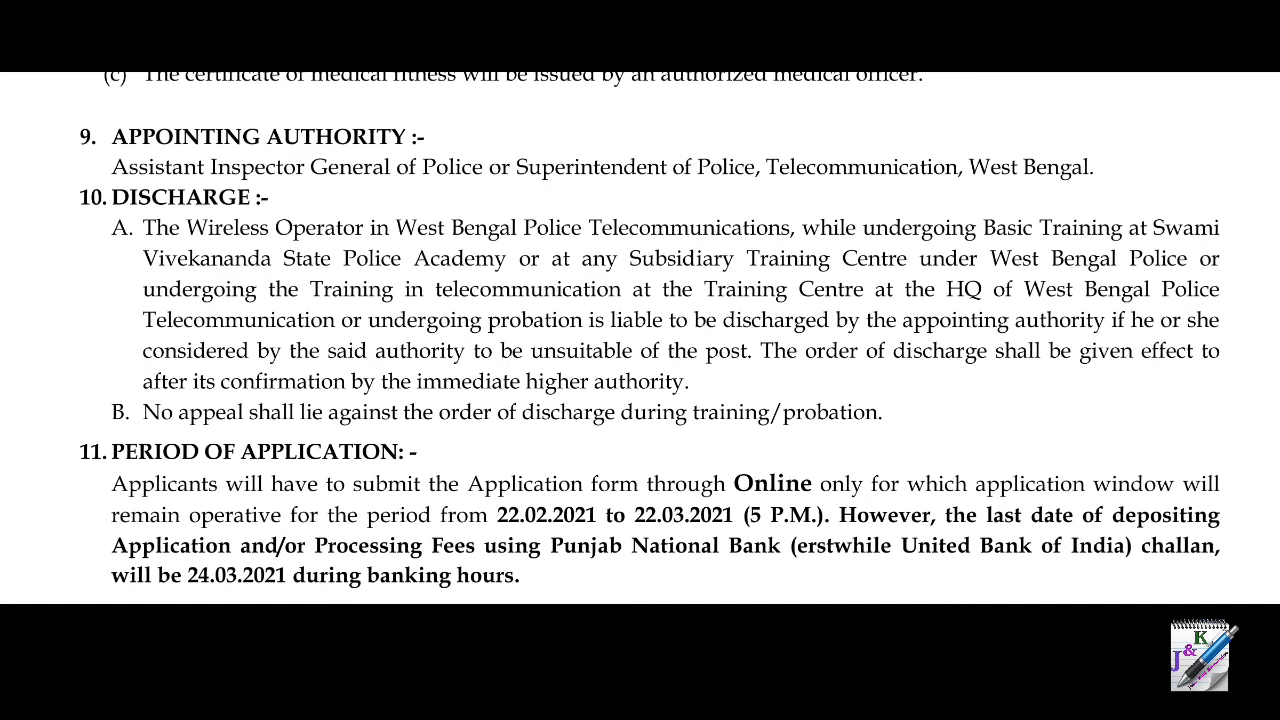 (c) The certificate of medical fitness will be issued by an authorized medical officer.
9. APPOINTING AUTHORITY :-
Assistant Inspector General of Police or Superintendent of Police, Telecommunication, West Bengal.
10. DISCHARGE :-
A. The Wireless Operator in West Bengal Police Telecommunications, while undergoing Basic Training at Swami
Vivekananda State Police Academy or at any Subsidiary Training Centre under West Bengal Police or
undergoing the Training in telecommunication at the Training Centre at the HQ of West Bengal Police
Telecommunication or undergoing probation is liable to be discharged by the appointing authority if he or she
considered by the said authority to be unsuitable of the post. The order of discharge shall be given effect to
after its confirmation by the immediate higher authority.
B. No appeal shall lie against the order of discharge during training/probation.
11. PERIOD OF APPLICATION: -
Applicants will have to submit the Application form through Online only for which application window will
remain operative for the period from 22.02.2021 to 22.03.2021 (5 P.M.). However, the last date of depositing
Application and/or Processing Fees using Punjab National Bank (erstwhile United Bank of India) challan,
will be 24.03.2021 during banking hours.
J&K